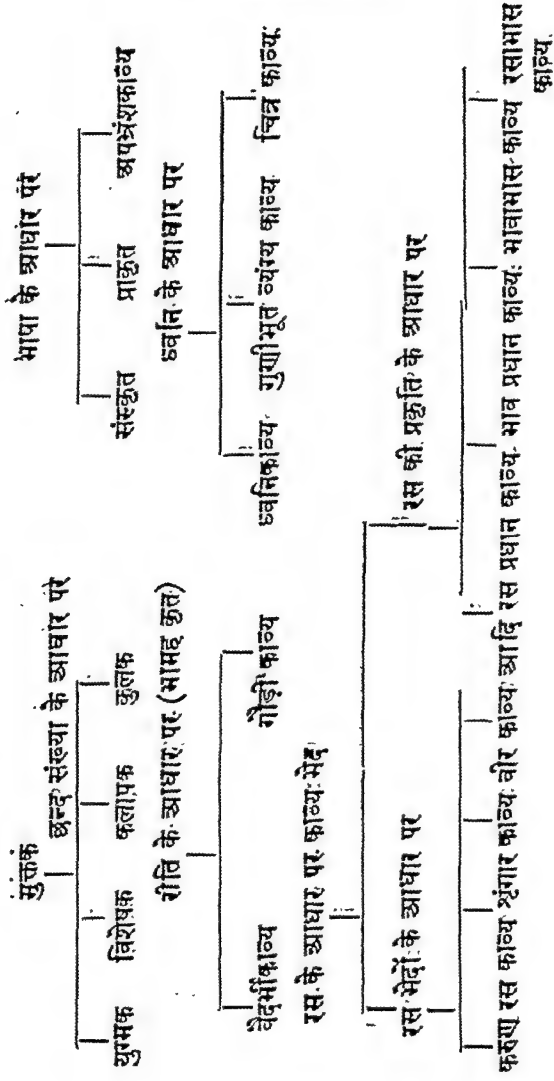 मुक्तक
छन्द संख्या के आधार पर
युग्मक विशेषक कलापक कुलक
भाषा के आधार पर
संस्कृत प्राकृत अपभ्रंशकाव्य
रीति के आधार पर (भामह कृत)
वैदर्भीकाव्य गौड़ी काव्य
ध्वनि के आधार पर
ध्वनिकाव्य गुणीभूत व्यंग्य काव्य चित्र काव्य
रस के आधार पर काव्य भेद
रस भेदों के आधार पर
रस की प्रकृति के आधार पर
करुण रस काव्य शृंगार काव्य वीर काव्य आदि रस प्रधान काव्य भाव प्रधान काव्य भावाभास काव्य रसाभास
काव्य